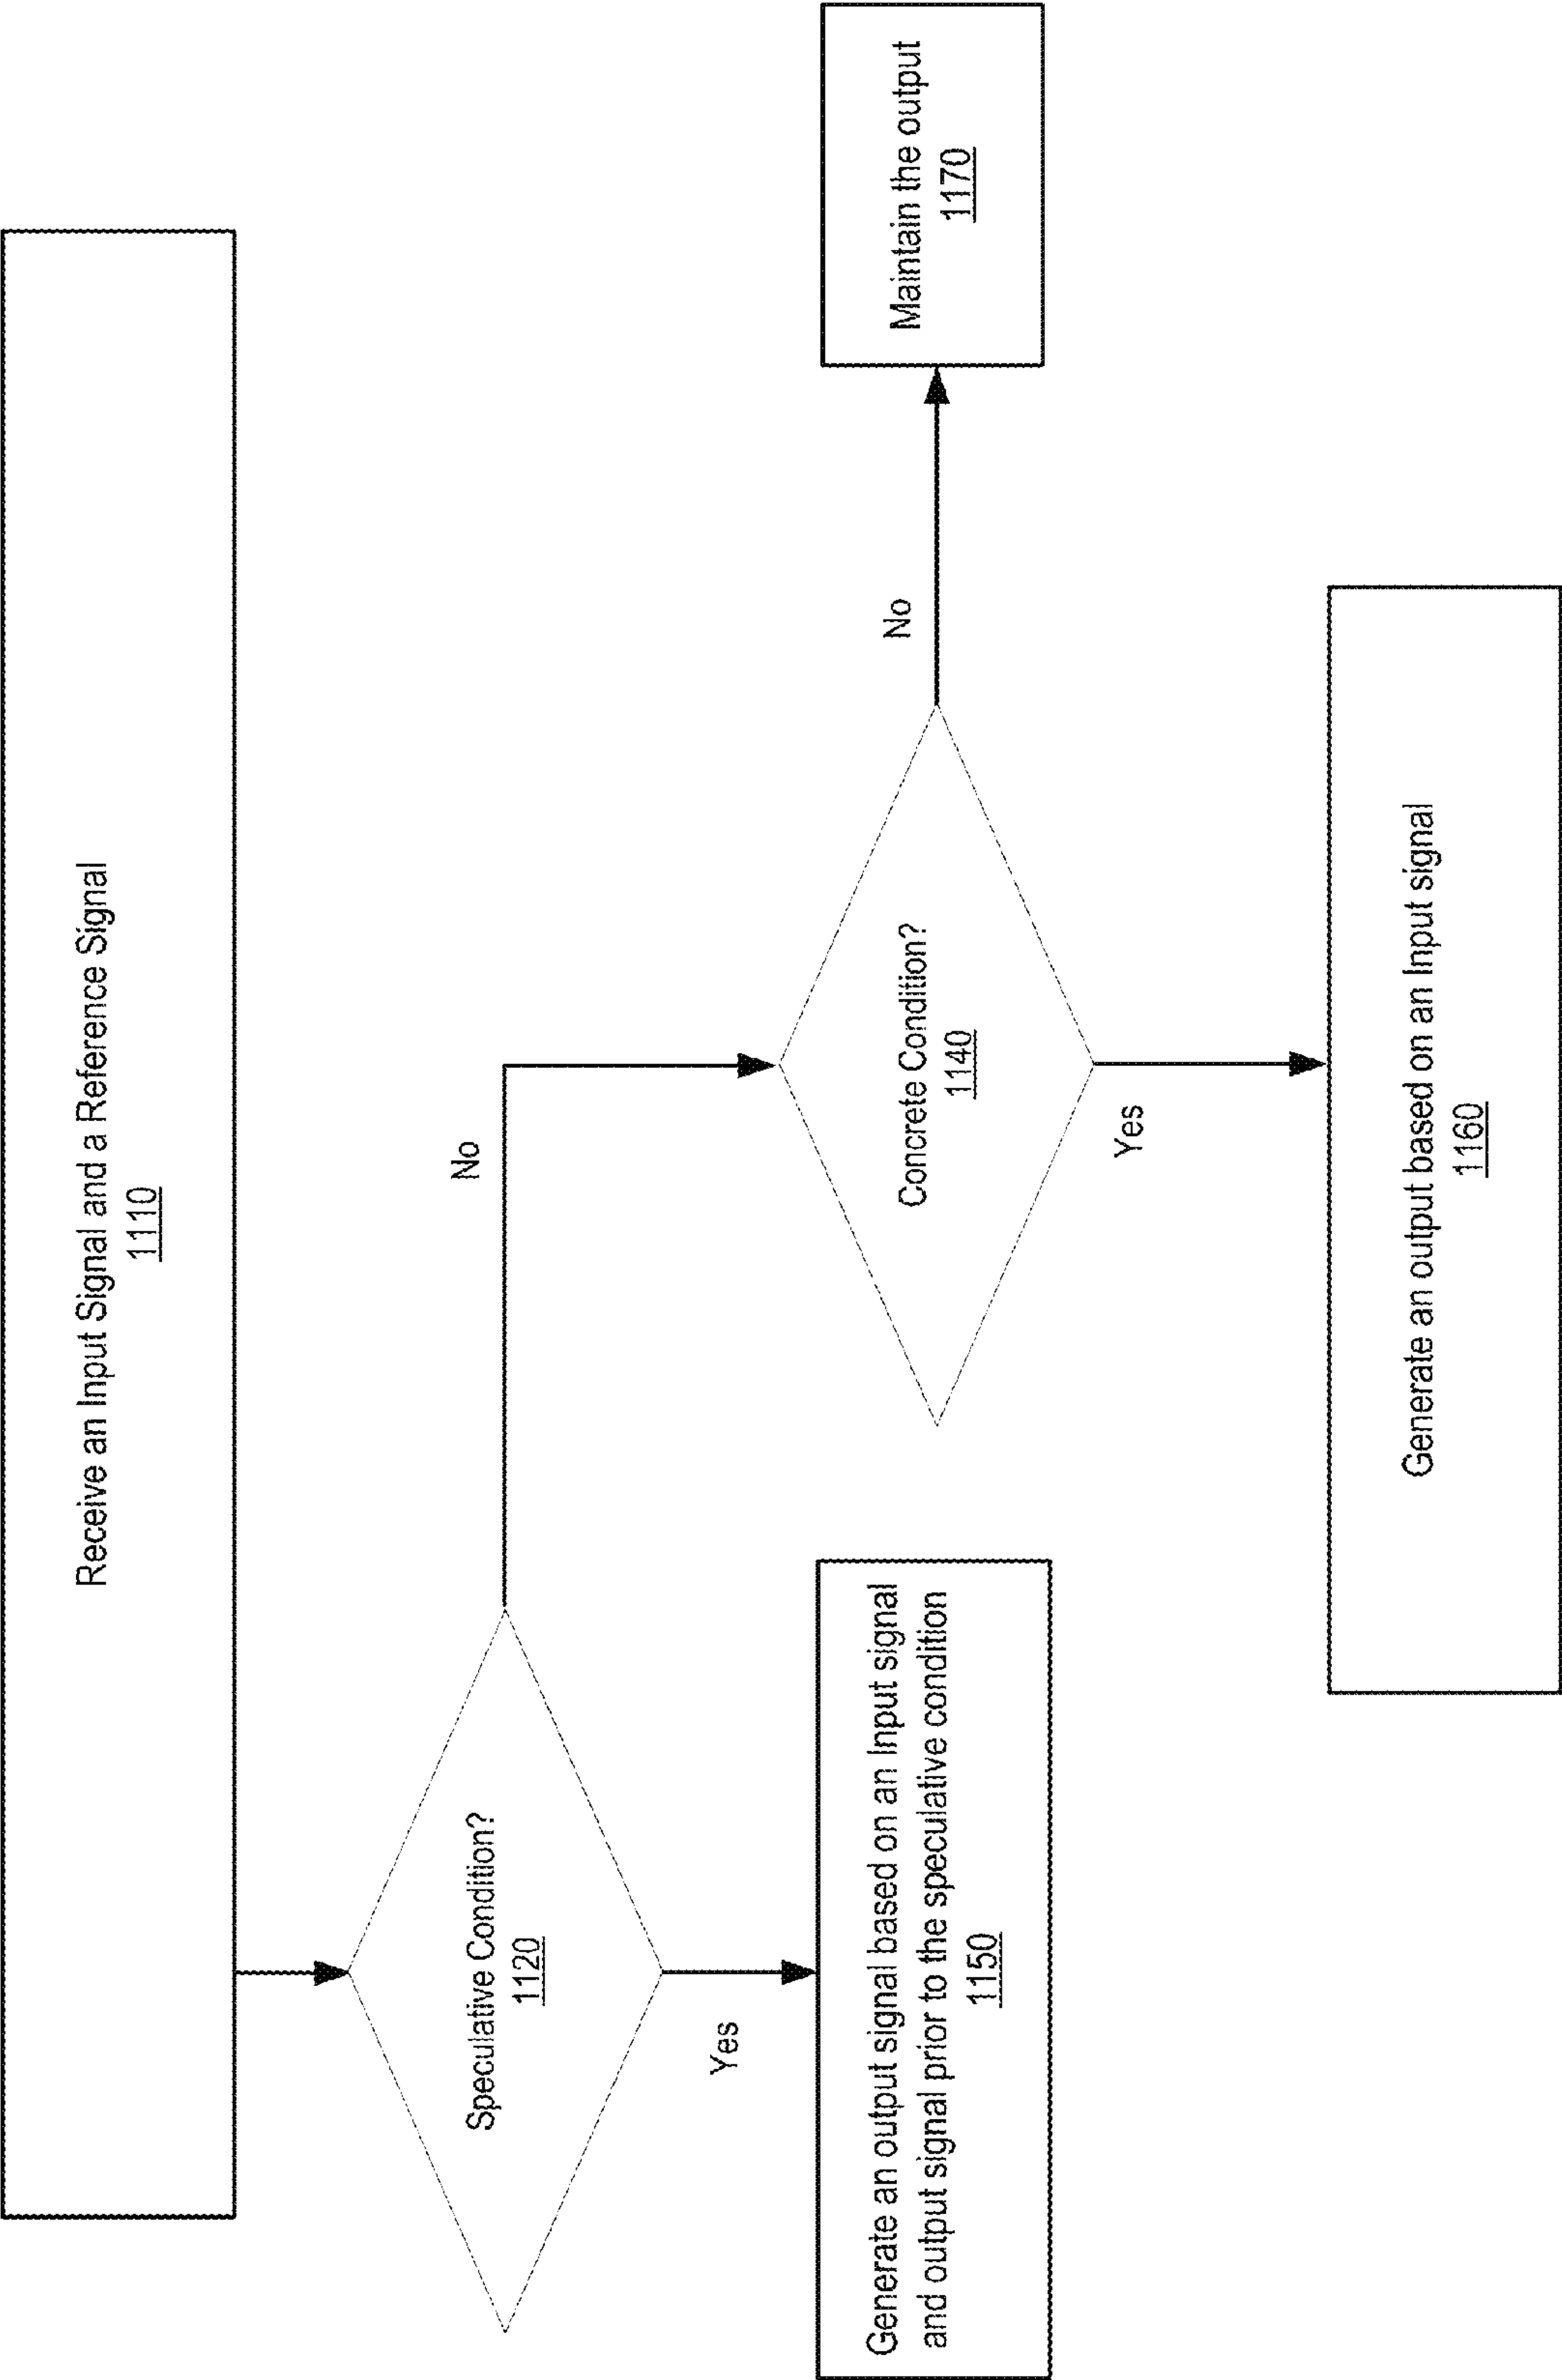 Receive an Input Signal and a Reference Signal
1110
Speculative Condition?
1120
No
Yes
Concrete Condition?
1140
No
Maintain the output
1170
Yes
Generate an output signal based on an Input signal
and output signal prior to the speculative condition
1150
Generate an output based on an Input signal
1160